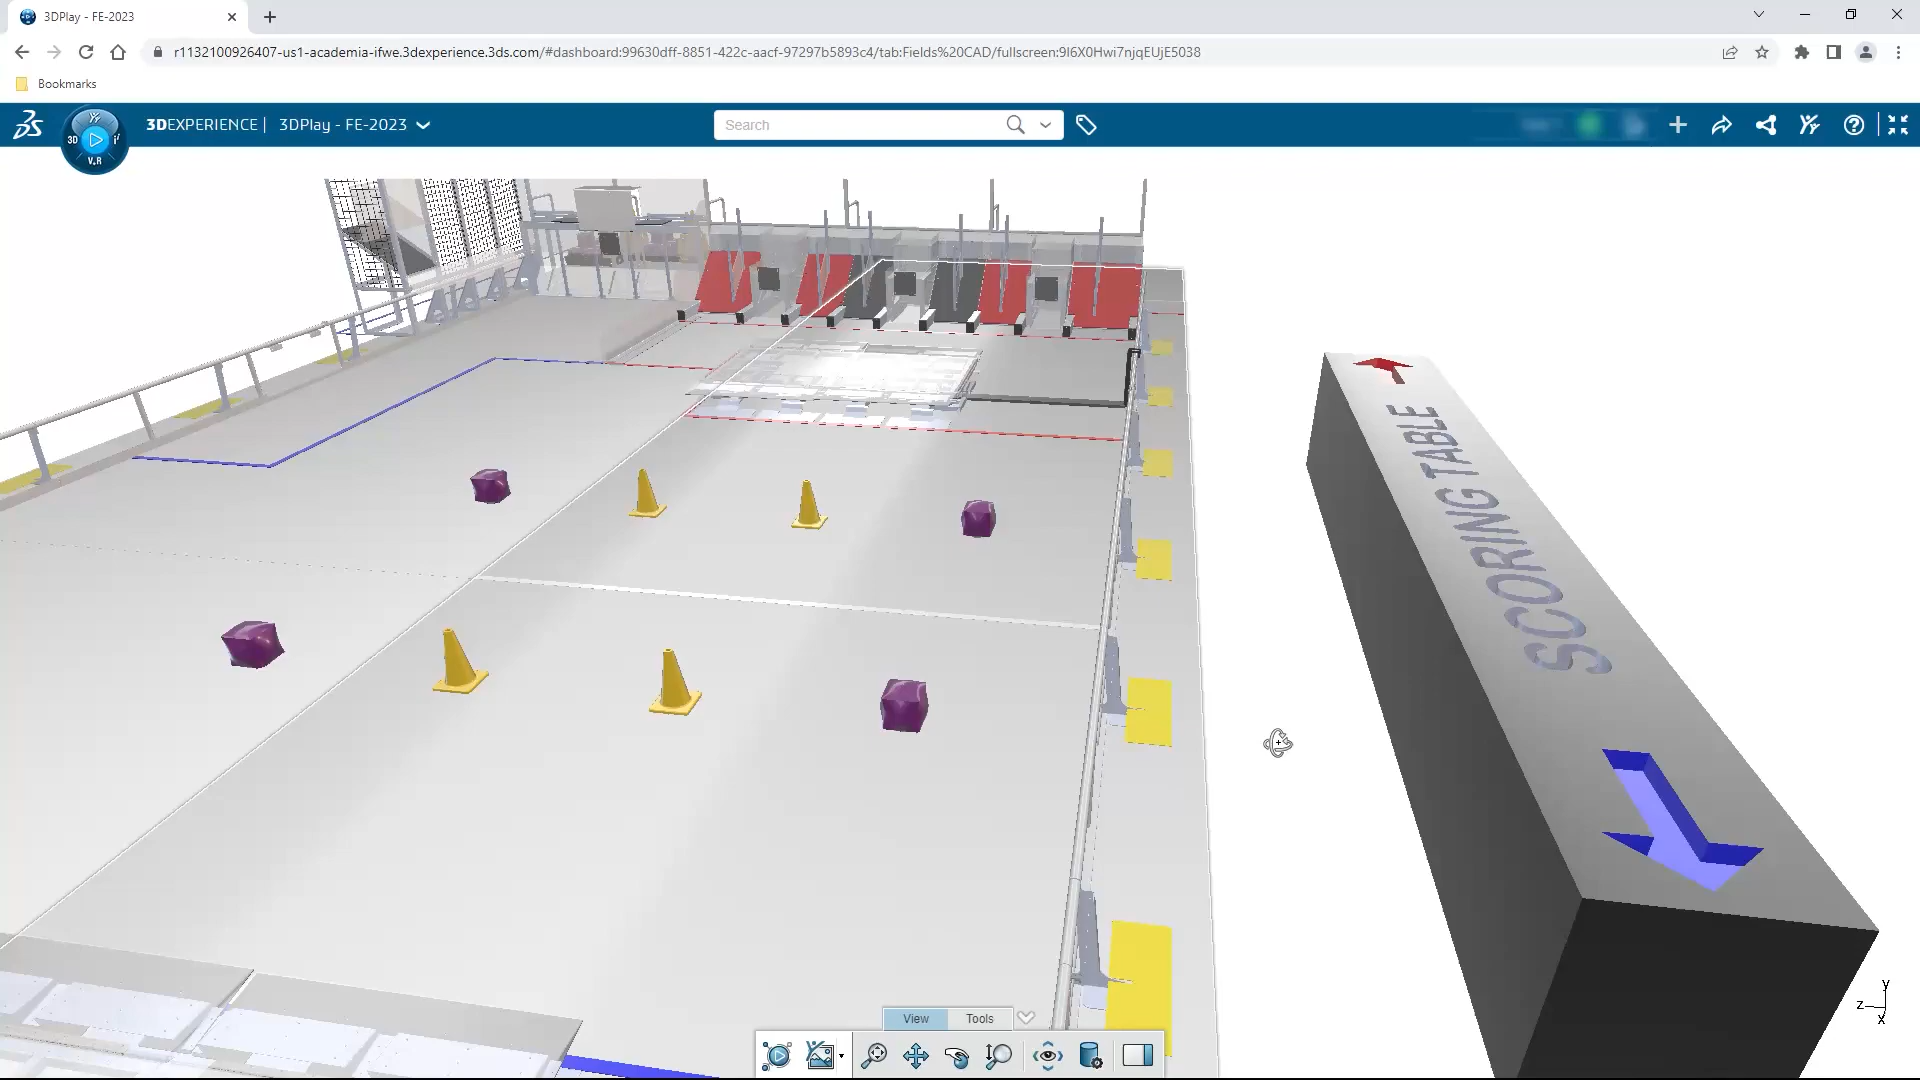 3DPlay - FE-2023
r1132100926407-us1-academia-ifwe.3dexperience.3ds.com/#dashboard:99630dff-8851-422c-aacf-97297b5893c4/tab:Fields%20CAD/fullscreen:9I6X0Hwi7njqEUjE5038
Bookmarks
3DEXPERIENCE | 3DPlay - FE-2023
Search
3D
V.R
SCORING TABLE
View
Tools
y
z
x